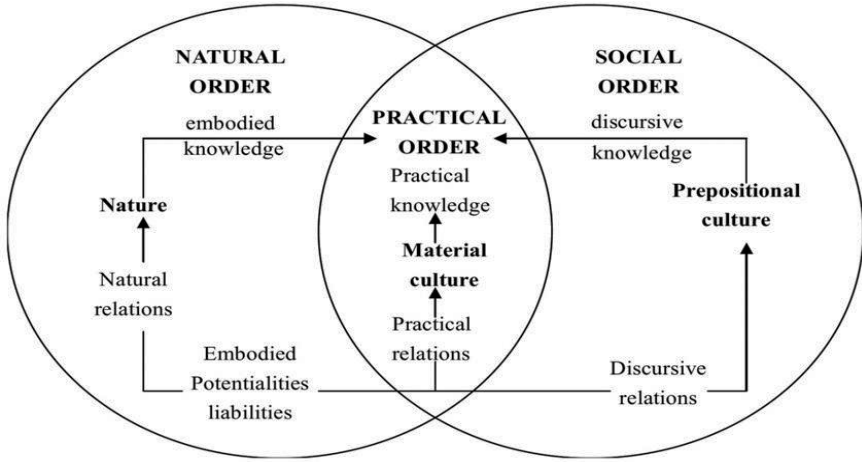 NATURAL
ORDER
embodied
knowledge
Nature
Natural
relations
Embodied
Potentialities
liabilities
PRACTICAL
ORDER
Practical
knowledge
Material
culture
Practical
relations
SOCIAL
ORDER
discursive
knowledge
Prepositional
culture
Discursive
relations